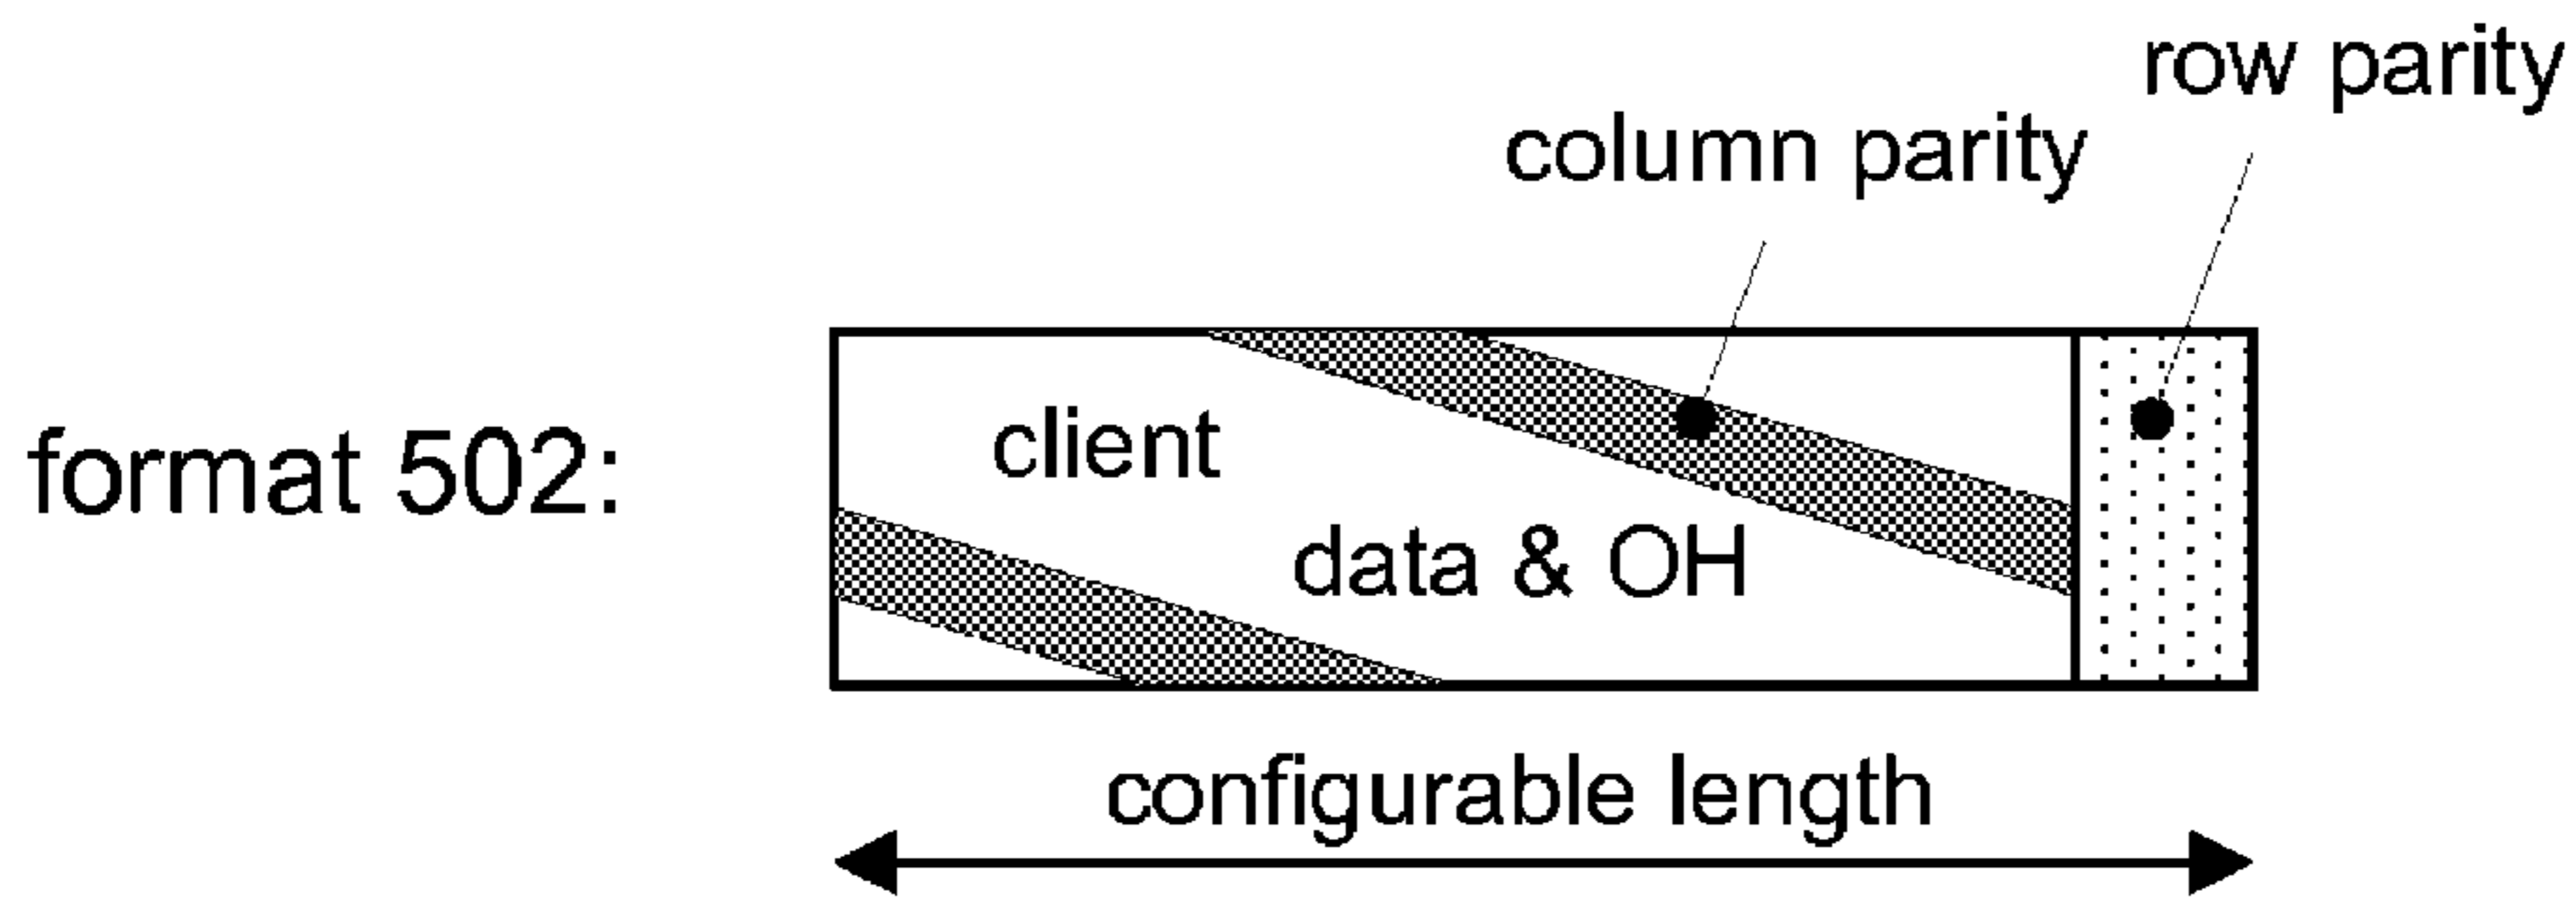 row parity
column parity
format 502:
client
data & OH
configurable length